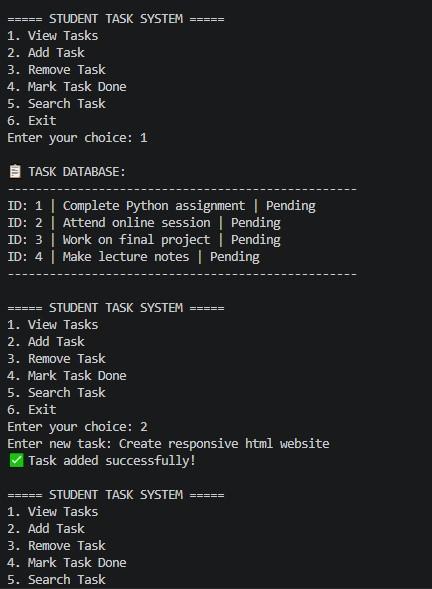 ===== STUDENT TASK SYSTEM =====
1. View Tasks
2. Add Task
3. Remove Task
4. Mark Task Done
5. Search Task
6. Exit
Enter your choice: 1
📋 TASK DATABASE:
--------------------------------------------------
ID: 1 | Complete Python assignment | Pending
ID: 2 | Attend online session | Pending
ID: 3 | Work on final project | Pending
ID: 4 | Make lecture notes | Pending
--------------------------------------------------
===== STUDENT TASK SYSTEM =====
1. View Tasks
2. Add Task
3. Remove Task
4. Mark Task Done
5. Search Task
6. Exit
Enter your choice: 2
Enter new task: Create responsive html website
✅ Task added successfully!
===== STUDENT TASK SYSTEM =====
1. View Tasks
2. Add Task
3. Remove Task
4. Mark Task Done
5. Search Task